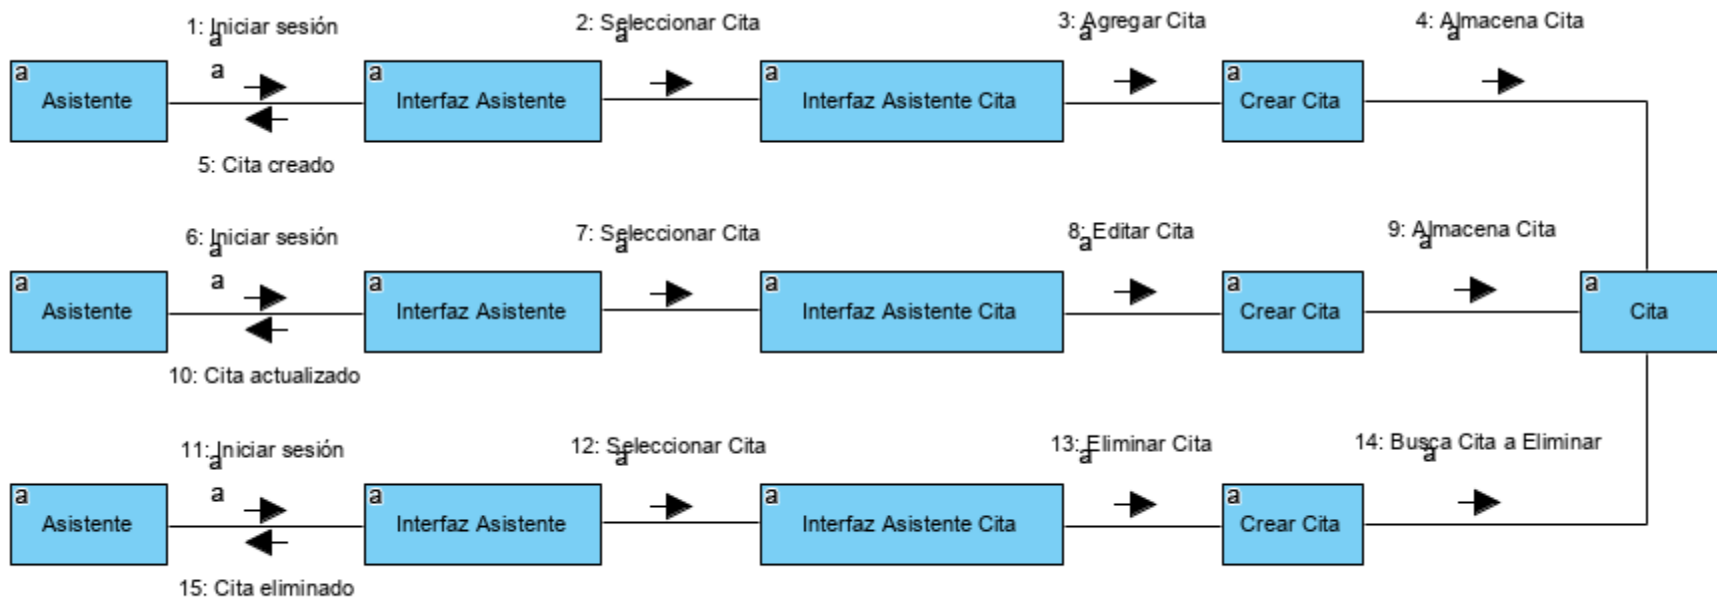 1: Iniciar sesión
2: Seleccionar Cita
3: Agregar Cita
4: Almacena Cita
a
a
a
a
a
a
Asistente
a
Interfaz Asistente
a
Interfaz Asistente Cita
a
Crear Cita
5: Cita creado
6: Iniciar sesión
7: Seleccionar Cita
8: Editar Cita
9: Almacena Cita
a
a
a
a
a
a
Asistente
a
Interfaz Asistente
a
Interfaz Asistente Cita
a
Crear Cita
a
Cita
10: Cita actualizado
11: Iniciar sesión
12: Seleccionar Cita
13: Eliminar Cita
14: Busca Cita a Eliminar
a
a
a
a
a
a
Asistente
a
Interfaz Asistente
a
Interfaz Asistente Cita
a
Crear Cita
15: Cita eliminado